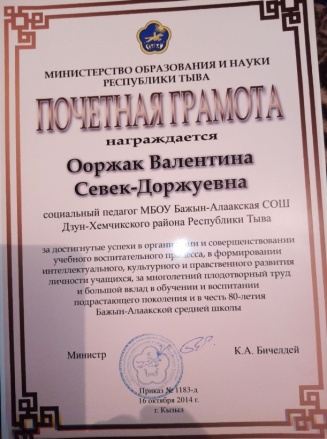 МИНИСТЕРСТВО ОБРАЗОВАНИЯ И НАУКИ
РЕСПУБЛИКИ ТЫВА
ПОЧЕТНАЯ ГРАМОТА
награждается
Ооржак Валентина
Севек-Доржуевна
социальный педагог МБОУ Бажын-Алаакская СОШ
Дзун-Хемчикского района Республики Тыва
за достигнутые успехи в организации и совершенствовании
учебного воспитательного процесса, в формировании
интеллектуального, культурного и нравственного развития
личности учащихся, за многолетний плодотворный труд
и большой вклад в обучении и воспитании
подрастающего поколения и в честь 80-летия
Бажын-Алаакской средней школы
Министр К.А. Бичелдей
Приказ № 1183-д
16 октября 2014 г.
г. Кызыл